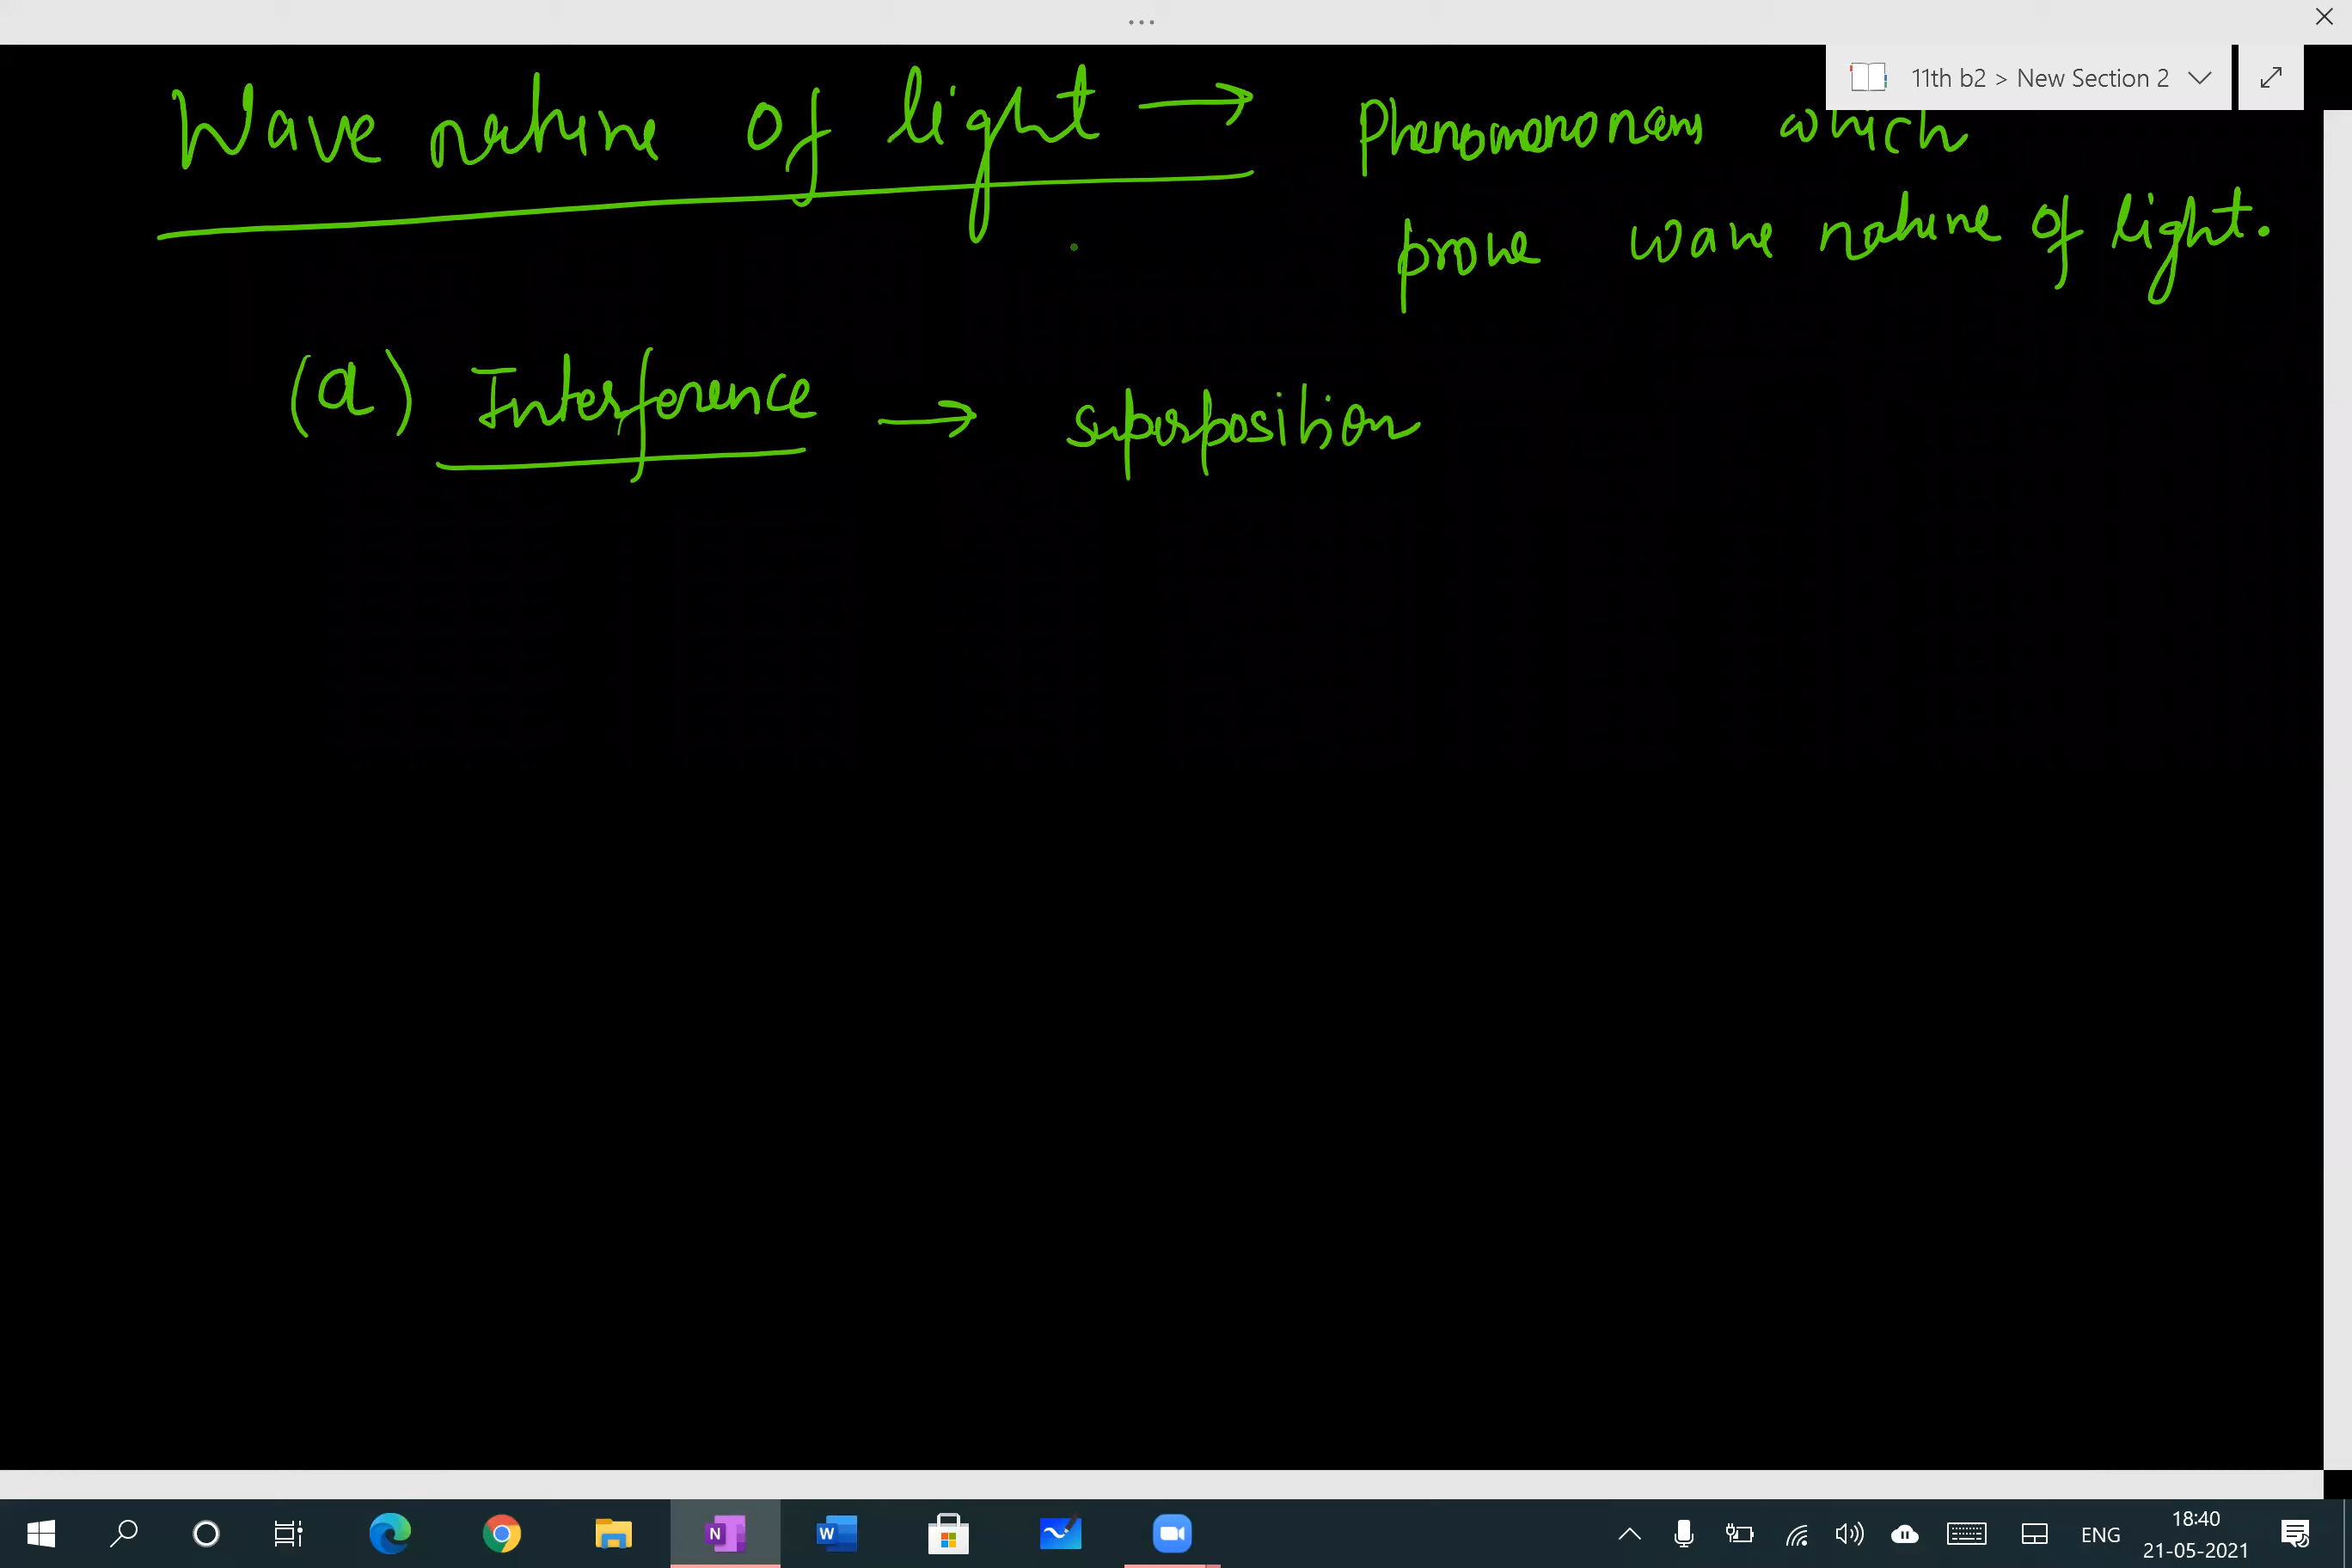 ...
11th b2 > New Section 2
Wave nature of light → Phenomenonons which
prove wave nature of light.
(a) Interference → superposition
N
W
ENG
18:40
21-05-2021